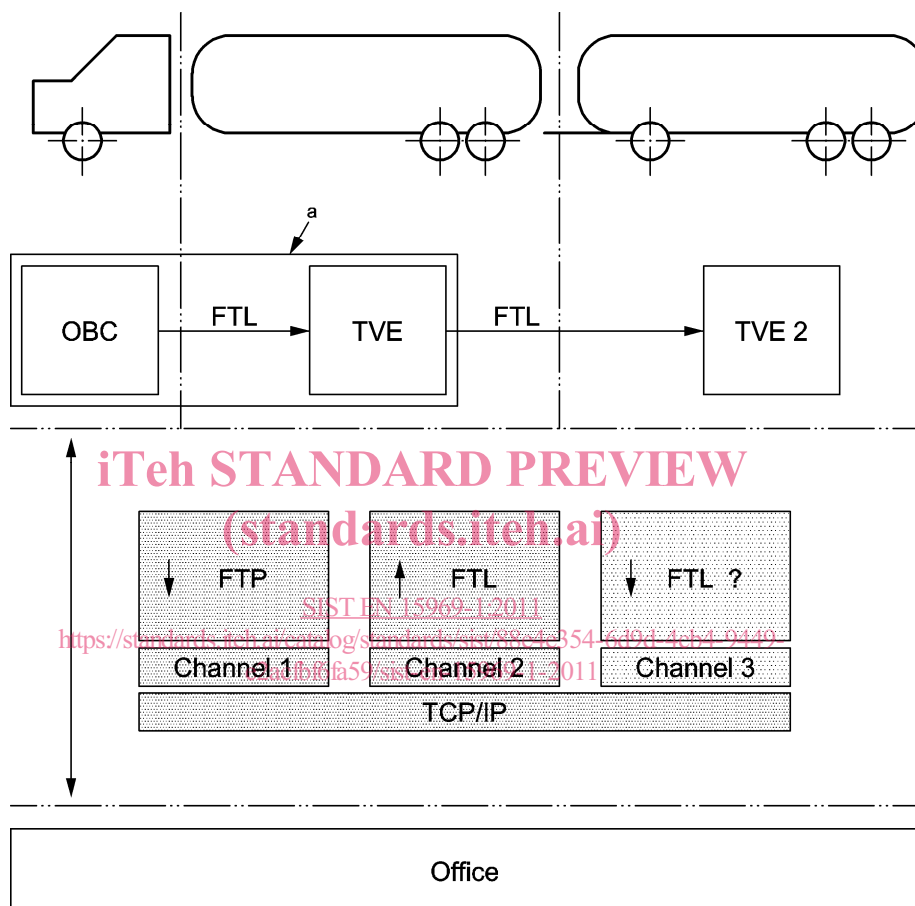 a
OBC
FTL
TVE
FTL
TVE 2
iTeh STANDARD PREVIEW
(standards.iteh.ai)
FTP
FTL
FTL ?
SIST EN 15969-1:2011
Channel 1
Channel 2
Channel 3
TCP/IP
Office